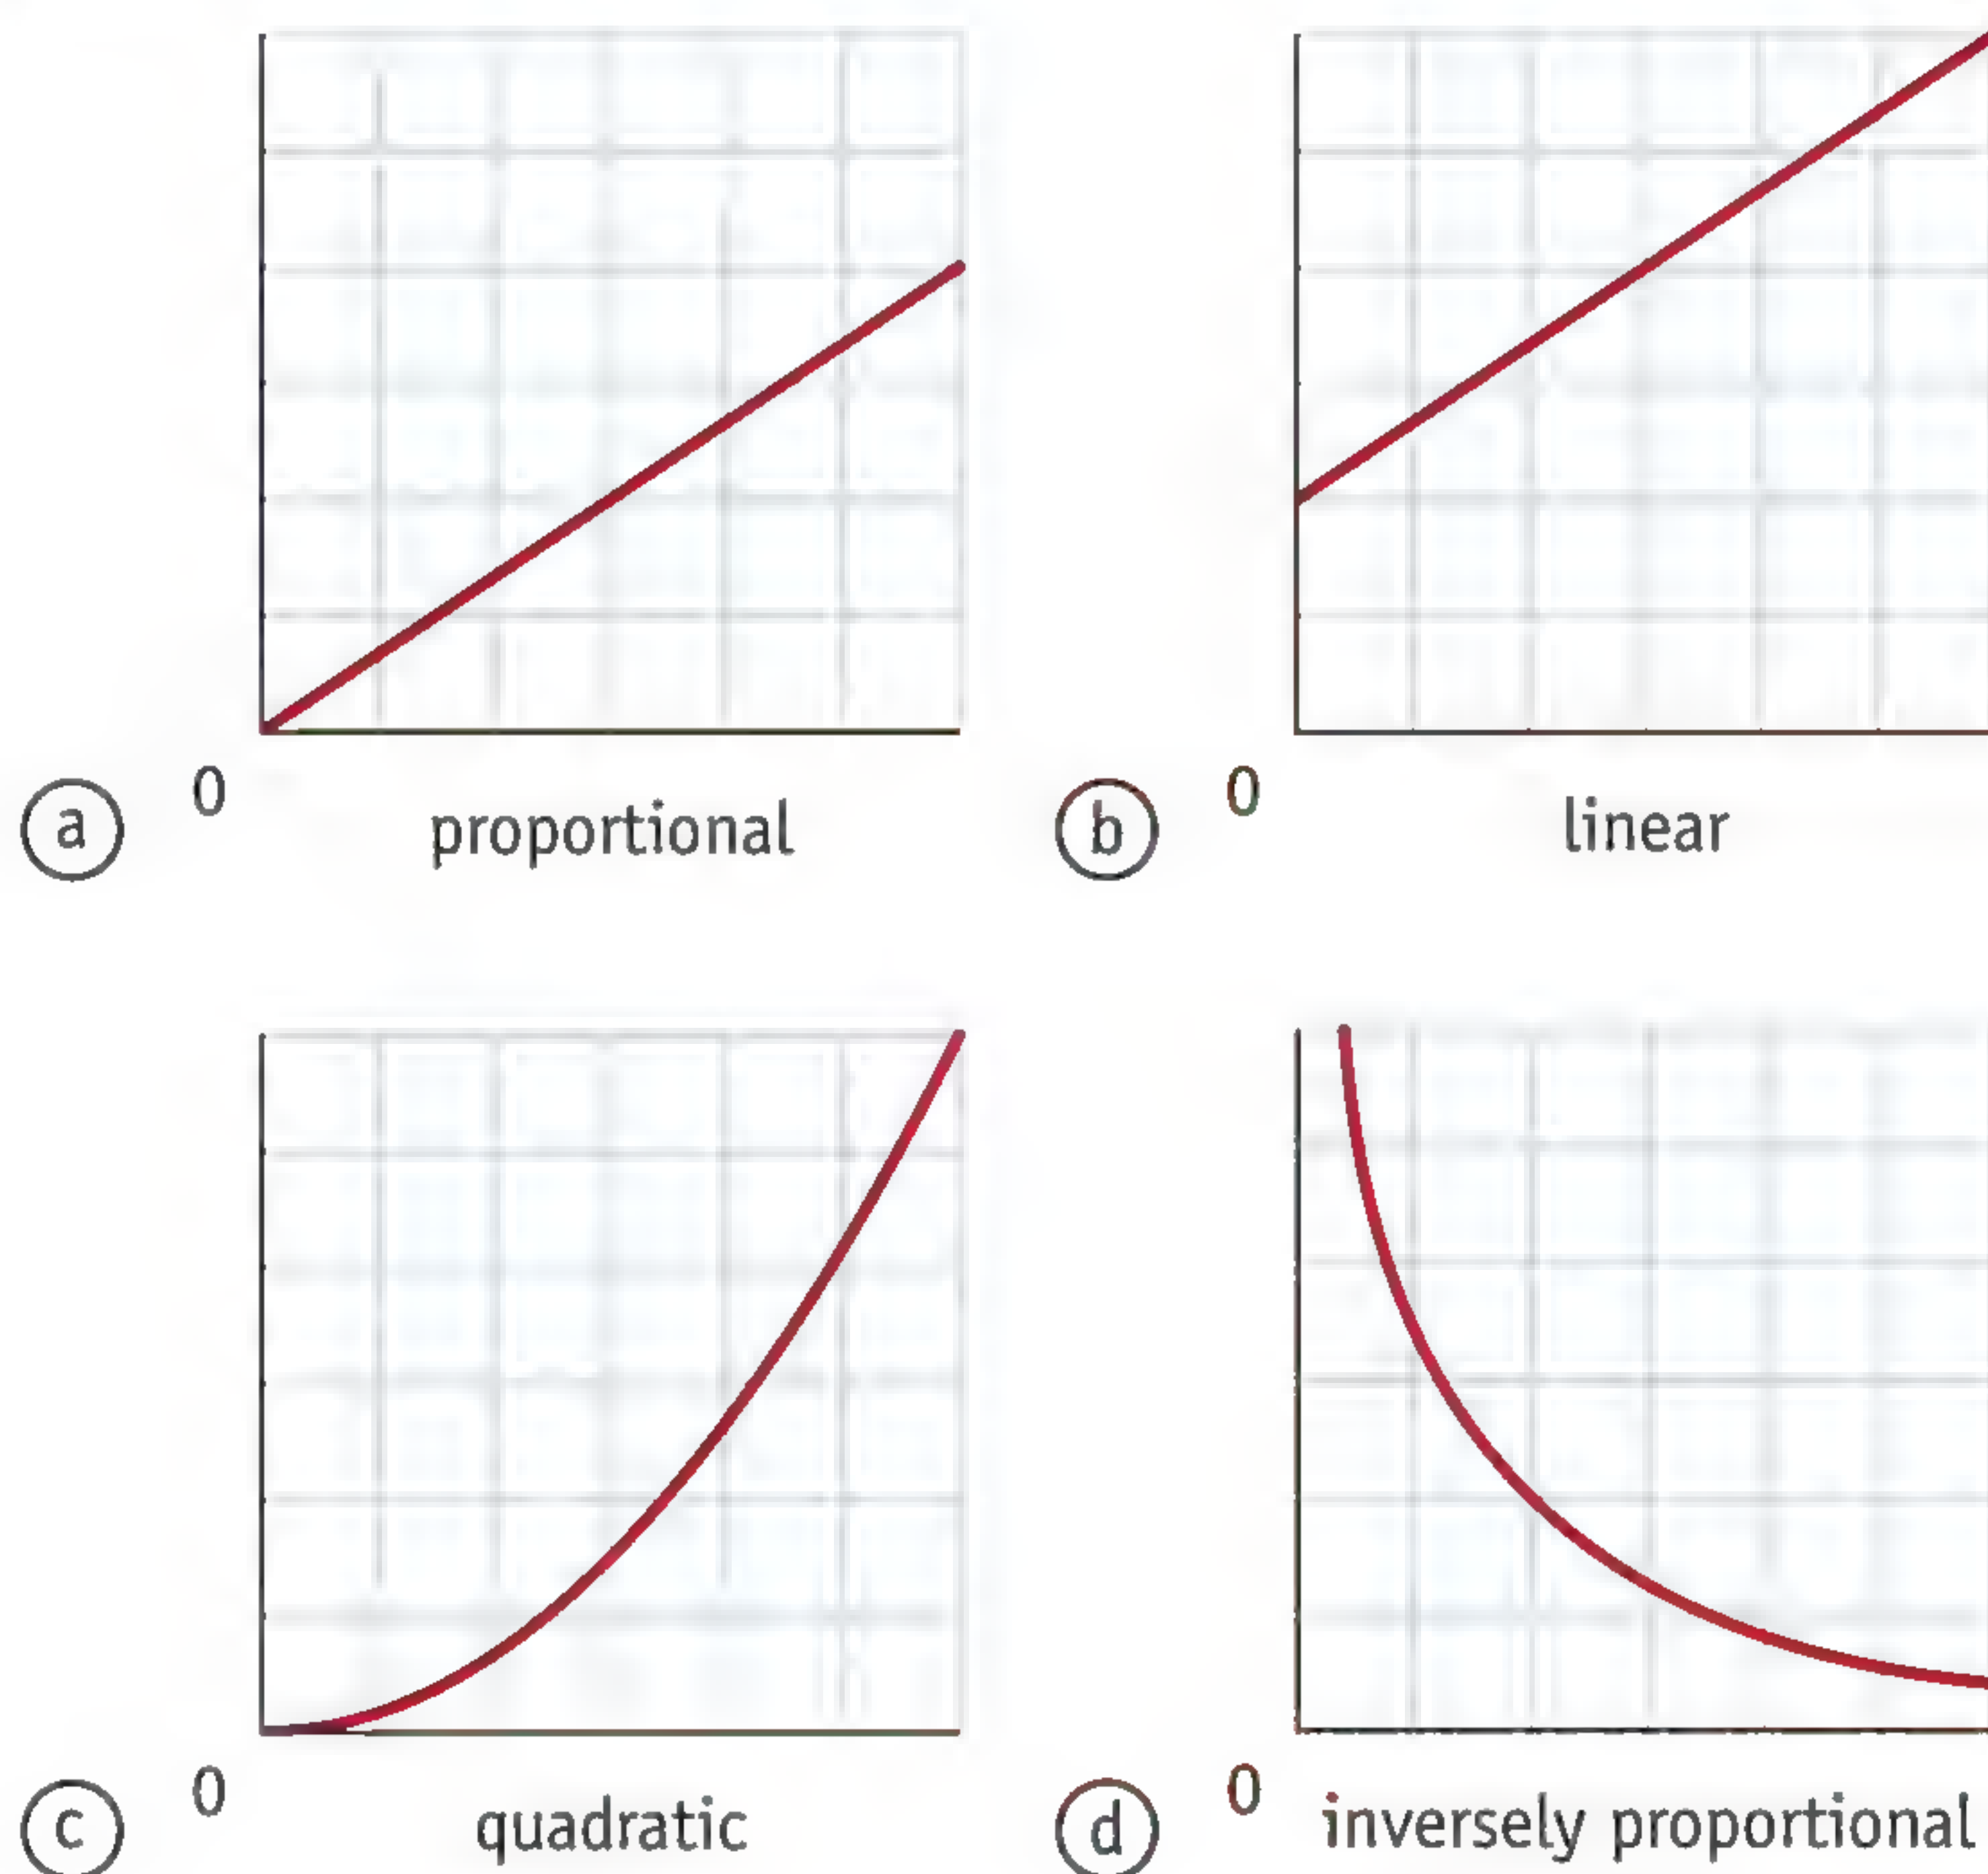 a 0 proportional
b 0 linear
c 0 quadratic
d 0 inversely proportional